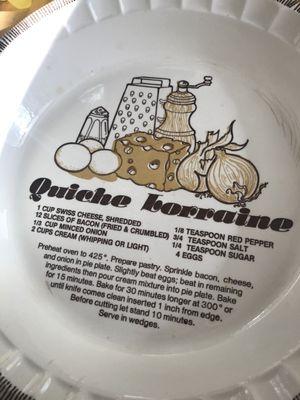 Quiche Lorraine
1 CUP SWISS CHEESE, SHREDDED
12 SLICES OF BACON (FRIED & CRUMBLED)
1/3 CUP MINCED ONION
2 CUPS CREAM (WHIPPING OR LIGHT)
1/8 TEASPOON RED PEPPER
3/4 TEASPOON SALT
1/4 TEASPOON SUGAR
4 EGGS
Preheat oven to 425°. Prepare pastry. Sprinkle bacon, cheese,
and onion in pie plate. Slightly beat eggs; beat in remaining
ingredients then pour cream mixture into pie plate. Bake
for 15 minutes. Bake for 30 minutes longer at 300° or
until knife comes clean inserted 1 inch from edge.
Before cutting let stand 10 minutes.
Serve in wedges.